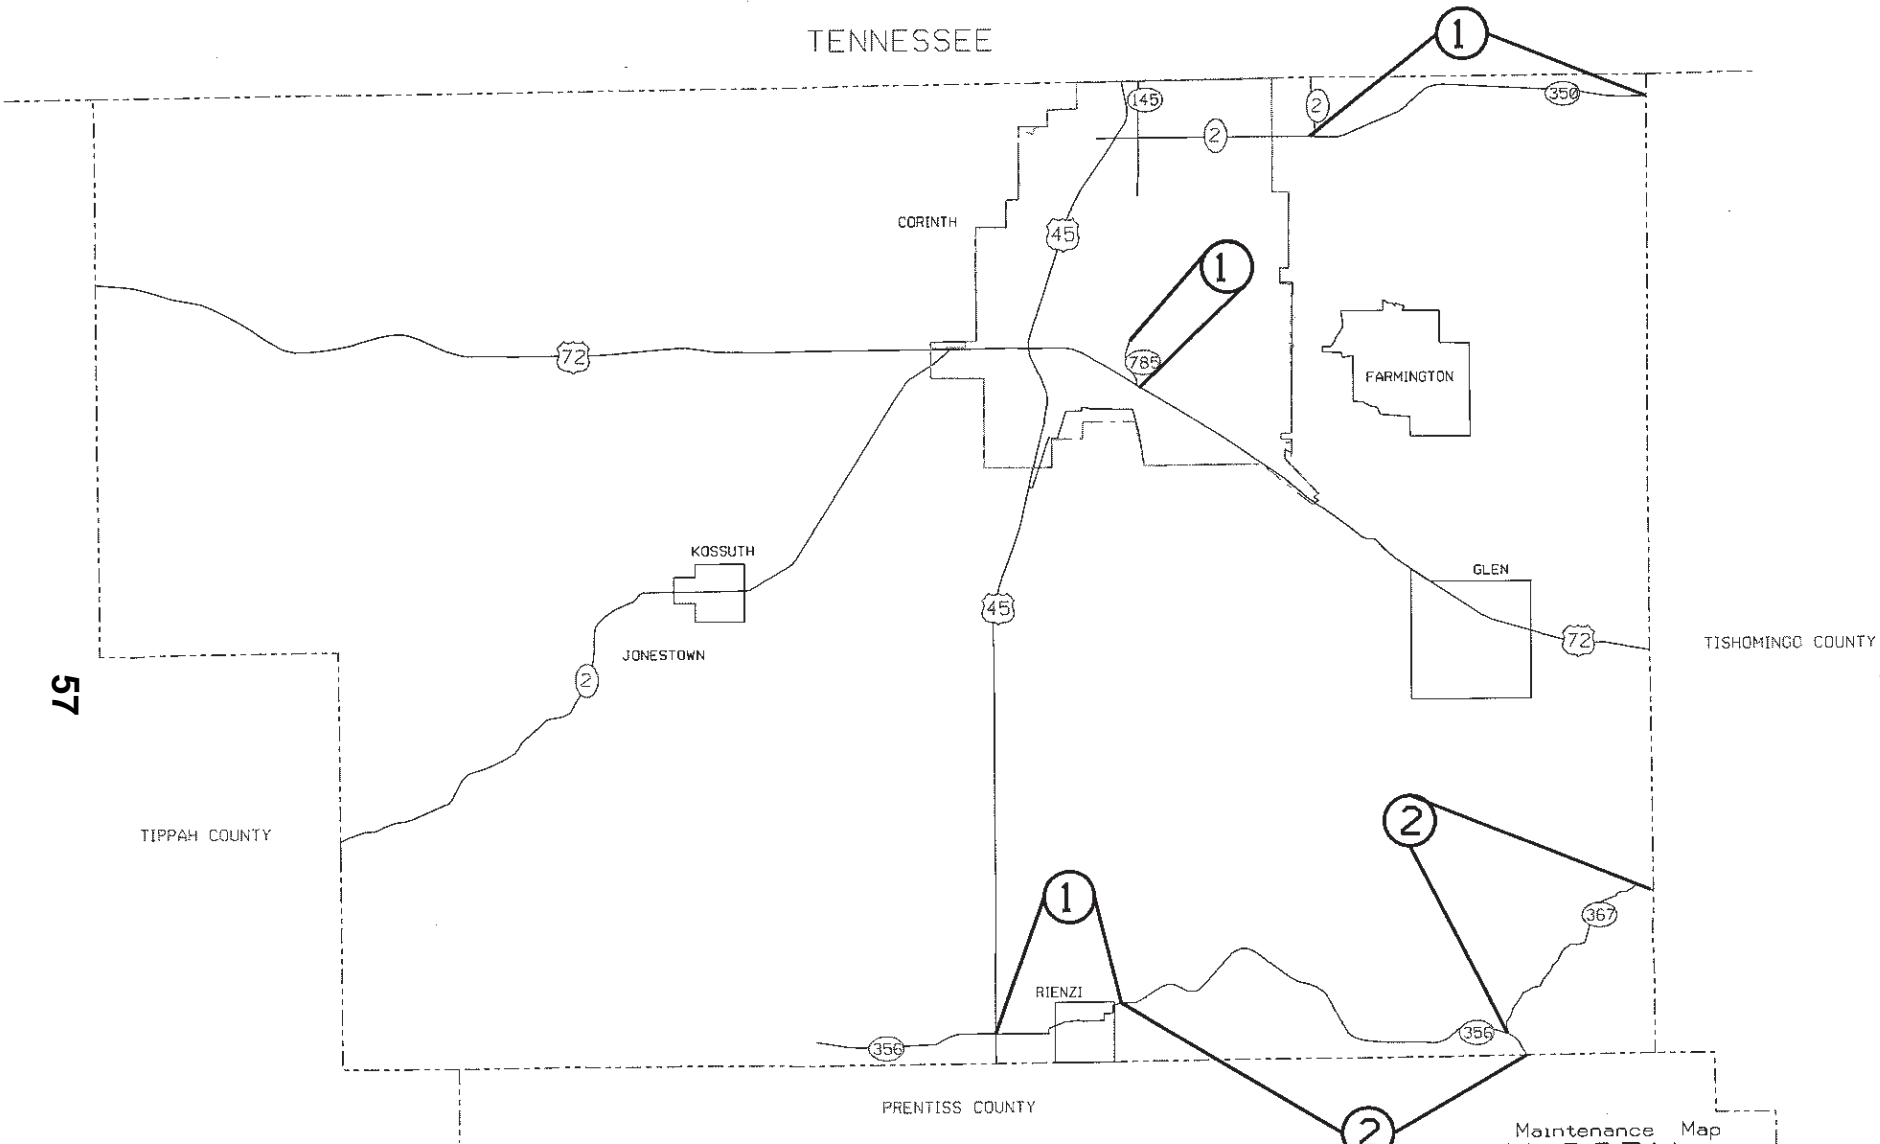 TENNESSEE
1
145
2
350
2
CORINTH
45
1
72
785
FARMINGTON
KOSSUTH
GLEN
45
72
TISHOMINGO COUNTY
JONESTOWN
2
57
TIPPAH COUNTY
2
1
367
RIENZI
356
356
PRENTISS COUNTY
2
Maintenance Map